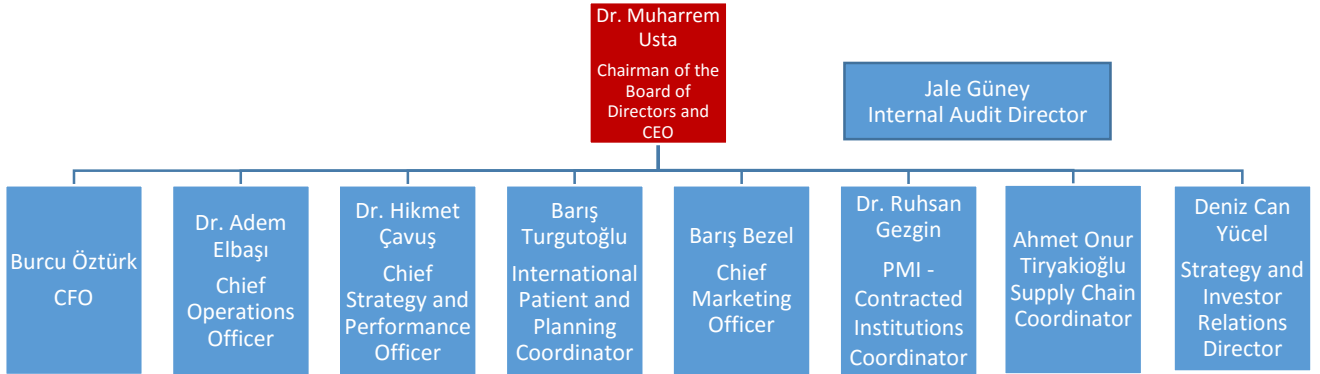 Dr. Muharrem
Usta
Chairman of the
Board of
Directors and
CEO
Jale Güney
Internal Audit Director
Burcu Öztürk
CFO
Dr. Adem
Elbaşı
Chief
Operations
Officer
Dr. Hikmet
Çavuş
Chief
Strategy and
Performance
Officer
Barış
Turgutoğlu
International
Patient and
Planning
Coordinator
Barış Bezel
Chief
Marketing
Officer
Dr. Ruhsan
Gezgin
PMI -
Contracted
Institutions
Coordinator
Ahmet Onur
Tiryakioğlu
Supply Chain
Coordinator
Deniz Can
Yücel
Strategy and
Investor
Relations
Director